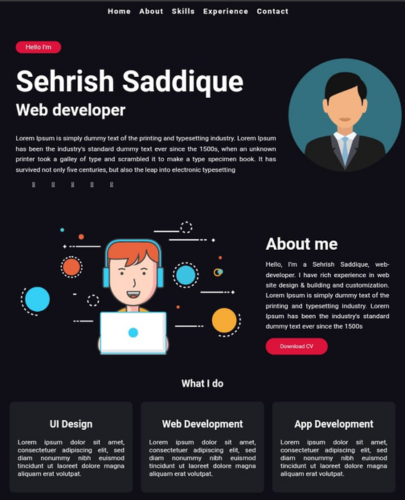 Home About Skills Experience Contact
Hello I'm
Sehrish Saddique
Web developer
Lorem Ipsum is simply dummy text of the printing and typesetting industry. Lorem Ipsum
has been the industry's standard dummy text ever since the 1500s, when an unknown
printer took a galley of type and scrambled it to make a type specimen book. It has
survived not only five centuries, but also the leap into electronic typesetting
About me
Hello, I'm a Sehrish Saddique, web-
developer. I have rich experience in web
site design & building and customization.
Lorem Ipsum is simply dummy text of the
printing and typesetting industry. Lorem
Ipsum has been the industry's standard
dummy text ever since the 1500s
Download CV
What I do
UI Design Web Development App Development
Lorem ipsum dolor sit amet, Lorem ipsum dolor sit amet, Lorem ipsum dolor sit amet,
connectetuer adipiscing elit, sed connectetuer adipiscing elit, sed connectetuer adipiscing elit, sed
diam nonummy nibh euismod diam nonummy nibh euismod diam nonummy nibh euismod
tincidunt ut laoreet dolore magna tincidunt ut laoreet dolore magna tincidunt ut laoreet dolore magna
aliquam erat volutpat. aliquam erat volutpat. aliquam erat volutpat.